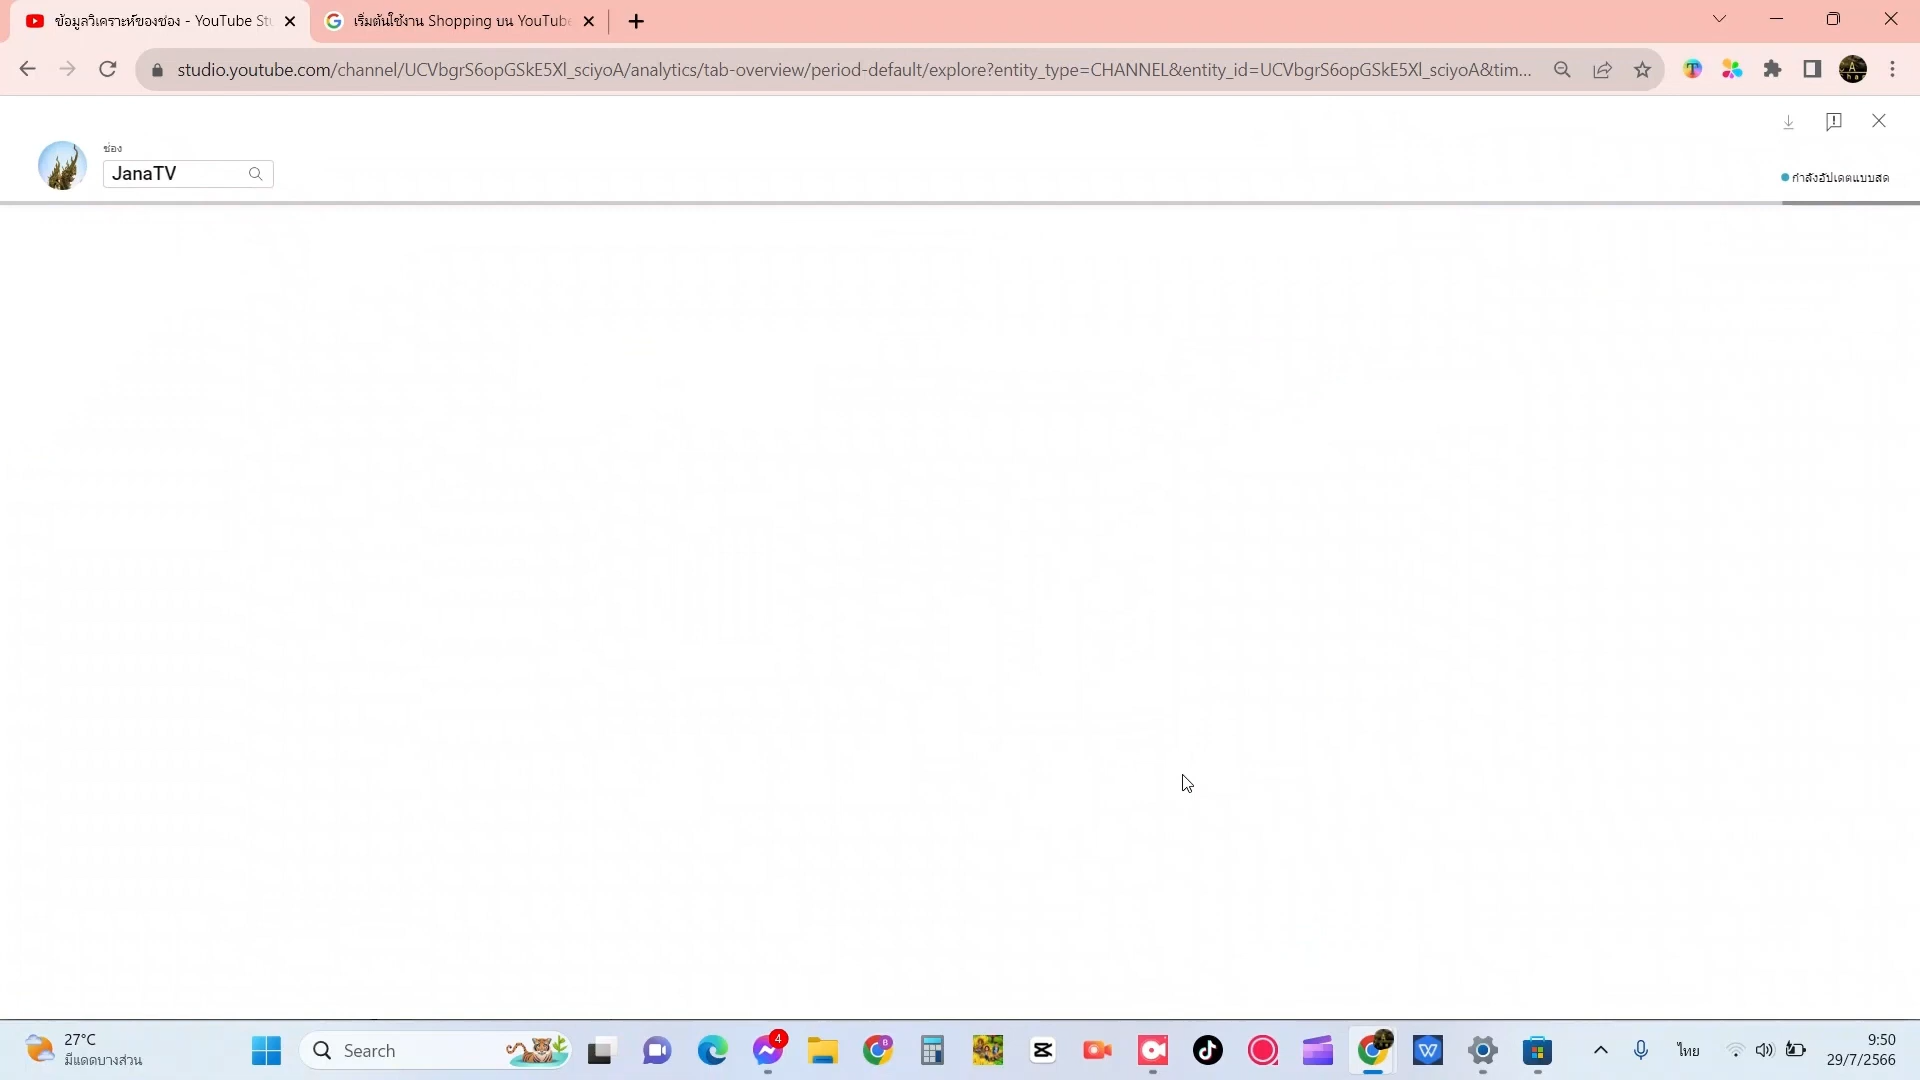 ข้อมูลวิเคราะห์ของช่อง - YouTube Stu
เริ่มต้นใช้งาน Shopping บน YouTube
studio.youtube.com/channel/UCVbgrS6opGSkE5Xl_sciyoA/analytics/tab-overview/period-default/explore?entity_type=CHANNEL&entity_id=UCVbgrS6opGSkE5Xl_sciyoA&tim...
ช่อง
JanaTV
กำลังอัปเดตแบบสด
27°C
มีแดดบางส่วน
Search
4
ไทย
9:50
29/7/2566